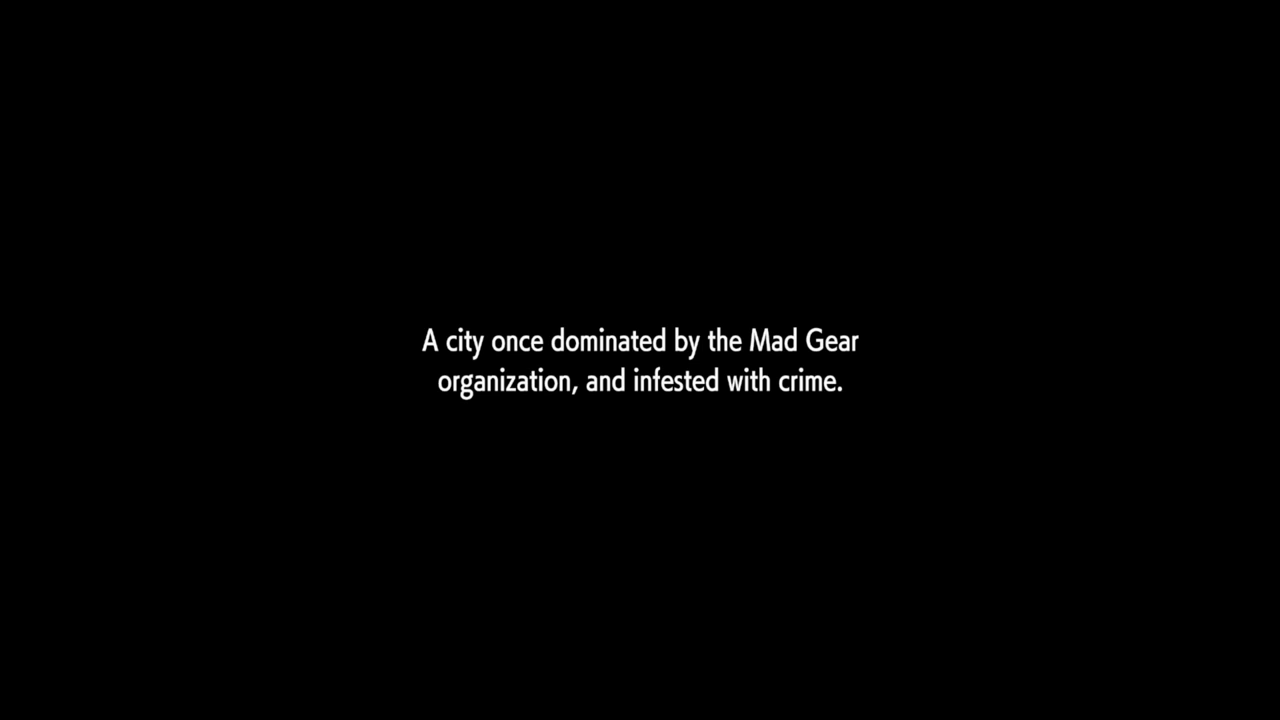 A city once dominated by the Mad Gear
organization, and infested with crime.